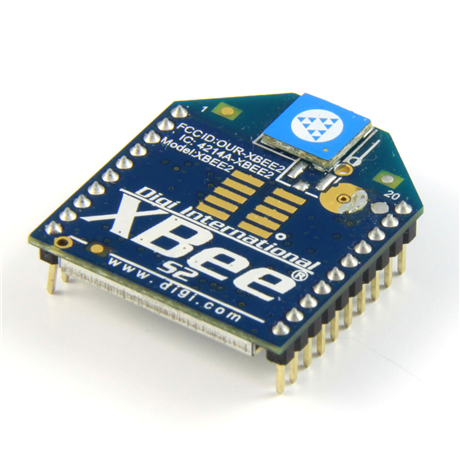 1
FCC ID:OUR-XBEE2
IC: 4214A-XBEE2
Model:XBEE2
20
Digi International
XBee®
S2
www.digi.com